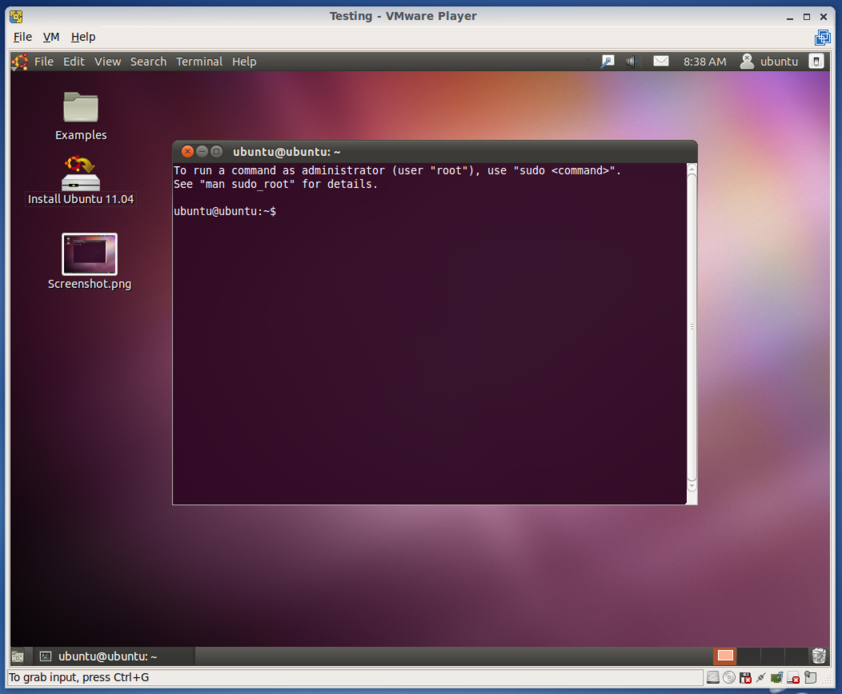 Testing - VMware Player
File VM Help
File Edit View Search Terminal Help 8:38 AM ubuntu
Examples
Install Ubuntu 11.04
Screenshot.png
ubuntu@ubuntu: ~
To run a command as administrator (user "root"), use "sudo <command>".
See "man sudo_root" for details.
ubuntu@ubuntu:~$
ubuntu@ubuntu: ~
To grab input, press Ctrl+G